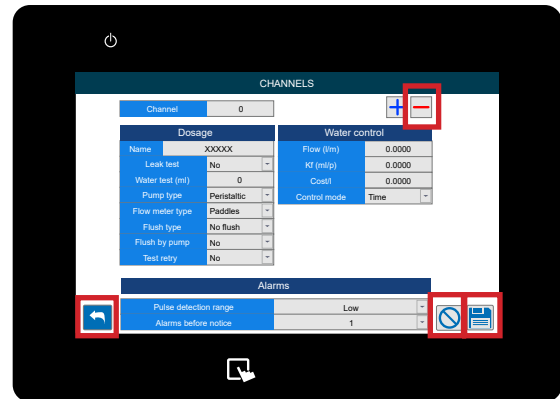 CHANNELS
Channel 0
Dosage
Name XXXXX
Leak test No
Water test (ml) 0
Pump type Peristaltic
Flow meter type Paddles
Flush type No flush
Flush by pump No
Test retry No
Water control
Flow (l/m) 0.0000
Kf (ml/p) 0.0000
Cost/l 0.0000
Control mode Time
Alarms
Pulse detection range Low
Alarms before notice 1